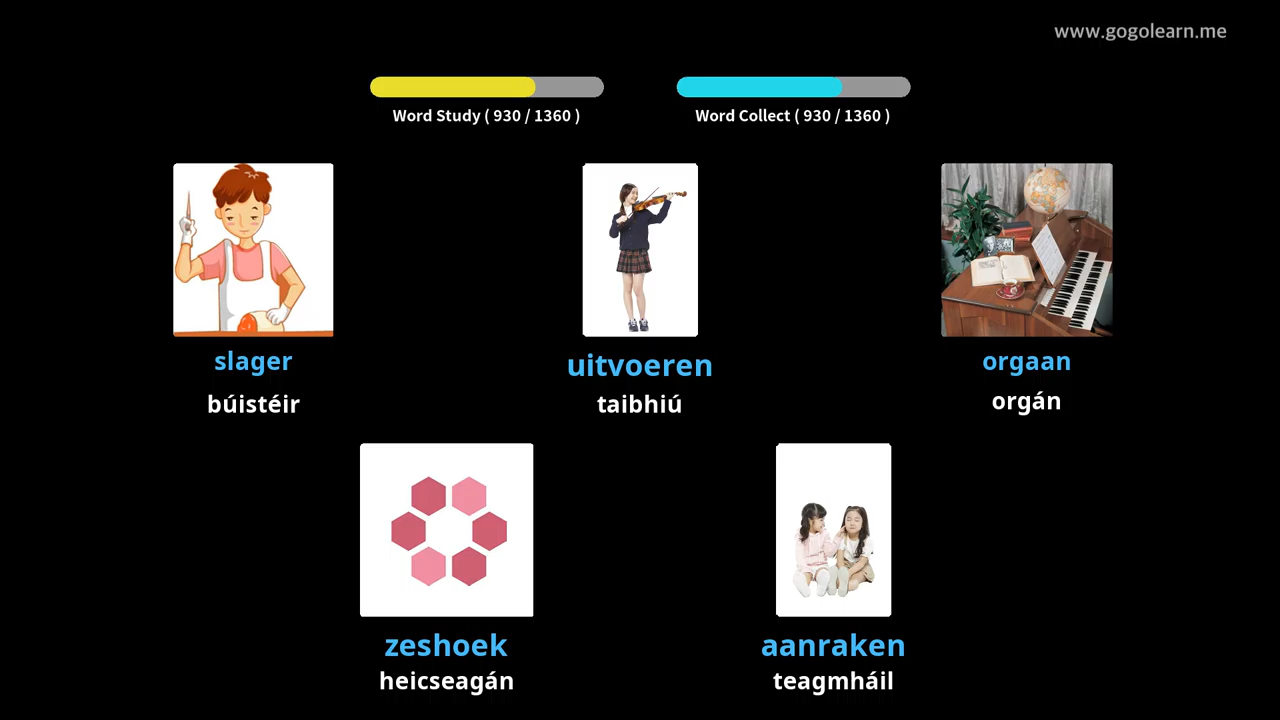 www.gogolearn.me
Word Study ( 930 / 1360 )
Word Collect ( 930 / 1360 )
slager
uitvoeren
orgaan
búistéir
taibhiú
orgán
zeshoek
aanraken
heicseagán
teagmháil